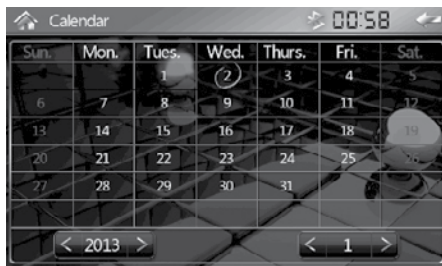 Calendar 00:58
Sun. Mon. Tues. Wed. Thurs. Fri. Sat.
1 2 3 4 5
6 7 8 9 10 11 12
13 14 15 16 17 18 19
20 21 22 23 24 25 26
27 28 29 30 31
< 2013 > < 1 >